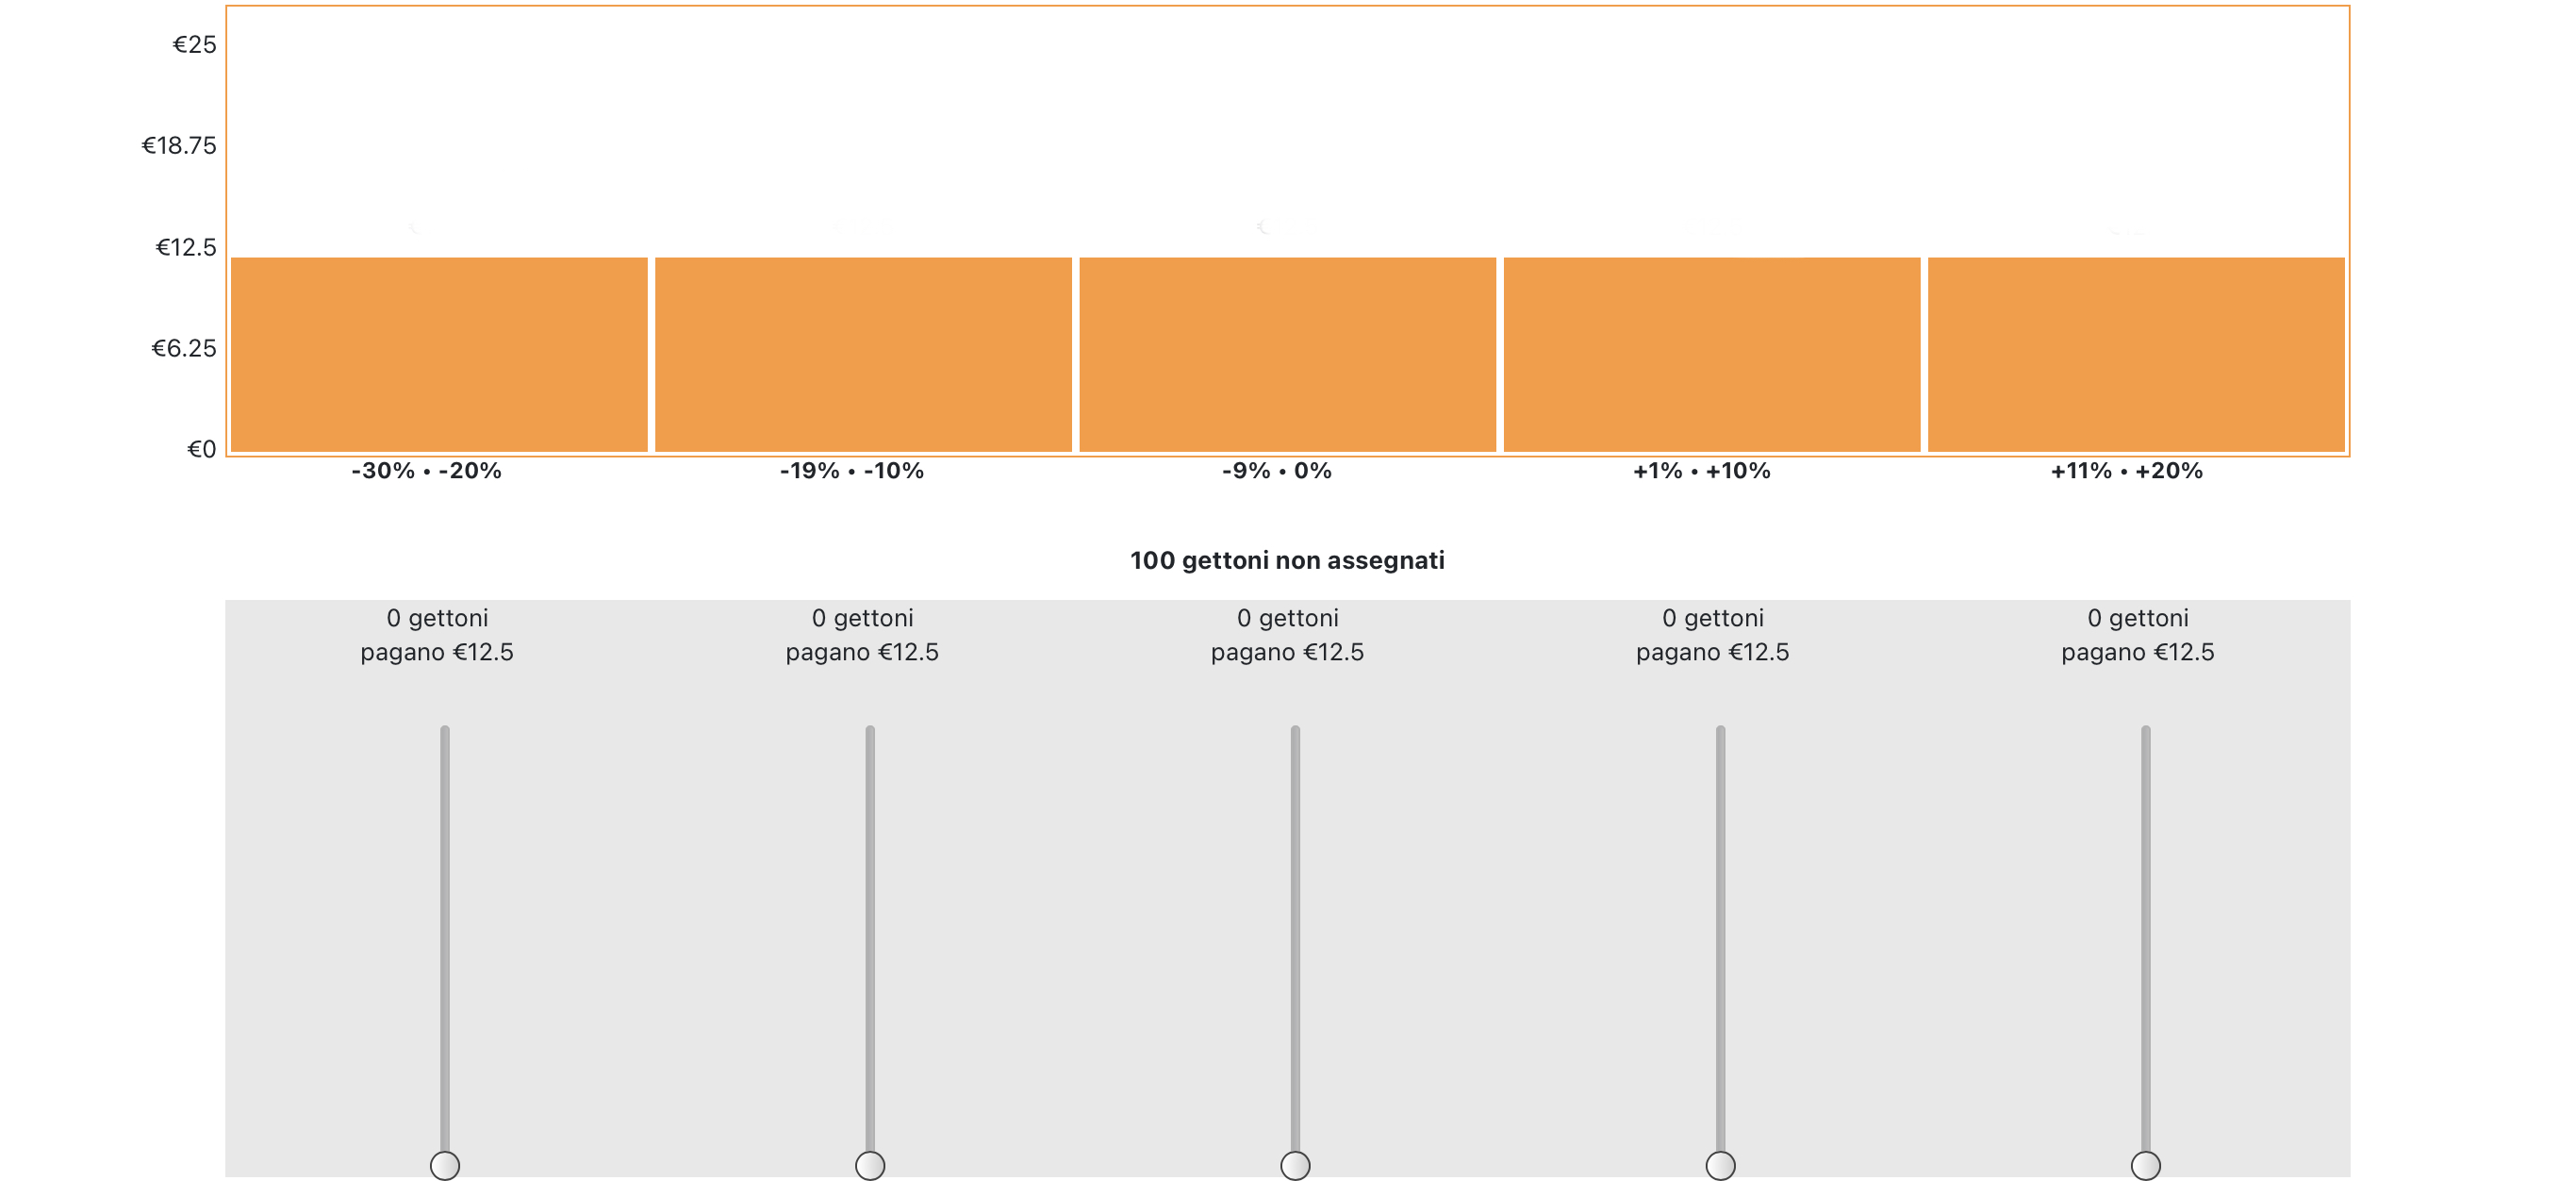 €25
€18.75
€12.5
€6.25
€0
-30% • -20%
-19% • -10%
-9% • 0%
+1% • +10%
+11% • +20%
100 gettoni non assegnati
0 gettoni
pagano €12.5
0 gettoni
pagano €12.5
0 gettoni
pagano €12.5
0 gettoni
pagano €12.5
0 gettoni
pagano €12.5